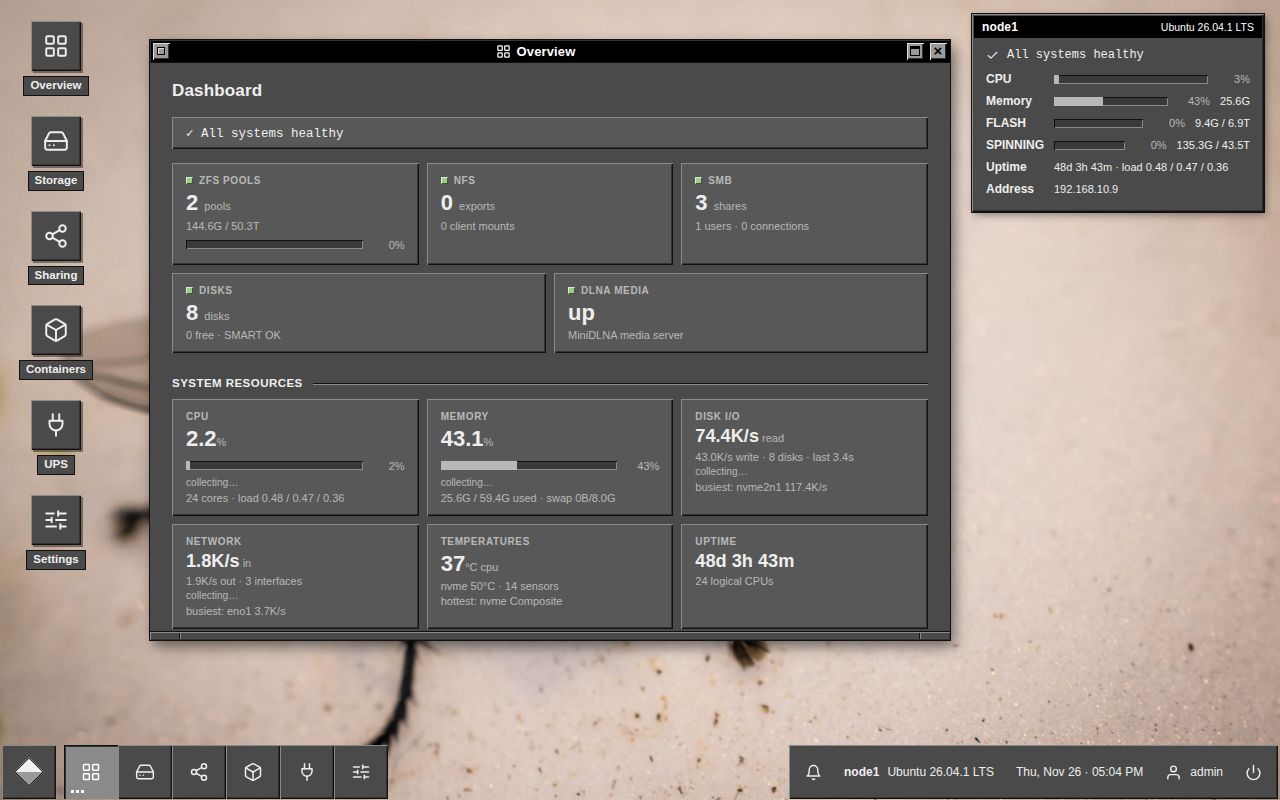 Overview
Storage
Sharing
Containers
UPS
Settings
Overview
Dashboard
✓ All systems healthy
ZFS POOLS
2 pools
144.6G / 50.3T
0%
NFS
0 exports
0 client mounts
SMB
3 shares
1 users · 0 connections
DISKS
8 disks
0 free · SMART OK
DLNA MEDIA
up
MiniDLNA media server
SYSTEM RESOURCES
CPU
2.2%
2%
collecting…
24 cores · load 0.48 / 0.47 / 0.36
MEMORY
43.1%
43%
collecting…
25.6G / 59.4G used · swap 0B/8.0G
DISK I/O
74.4K/s read
43.0K/s write · 8 disks · last 3.4s
collecting…
busiest: nvme2n1 117.4K/s
NETWORK
1.8K/s in
1.9K/s out · 3 interfaces
collecting…
busiest: eno1 3.7K/s
TEMPERATURES
37°C cpu
nvme 50°C · 14 sensors
hottest: nvme Composite
UPTIME
48d 3h 43m
24 logical CPUs
node1 Ubuntu 26.04.1 LTS
✓ All systems healthy
CPU 3%
Memory 43% 25.6G
FLASH 0% 9.4G / 6.9T
SPINNING 0% 135.3G / 43.5T
Uptime 48d 3h 43m · load 0.48 / 0.47 / 0.36
Address 192.168.10.9
node1 Ubuntu 26.04.1 LTS Thu, Nov 26 · 05:04 PM admin